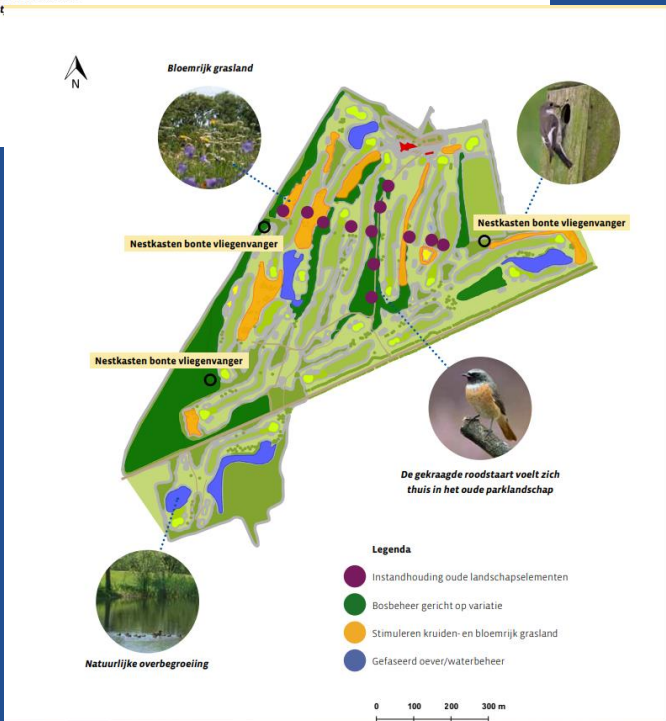 t
N
Bloemrijk grasland
Nestkasten bonte vliegenvanger
Nestkasten bonte vliegenvanger
Nestkasten bonte vliegenvanger
De gekraagde roodstaart voelt zich
thuis in het oude parklandschap
Natuurlijke overbegroeiing
Legenda
Instandhouding oude landschapselementen
Bosbeheer gericht op variatie
Stimuleren kruiden- en bloemrijk grasland
Gefaseerd oever/waterbeheer
0 100 200 300 m